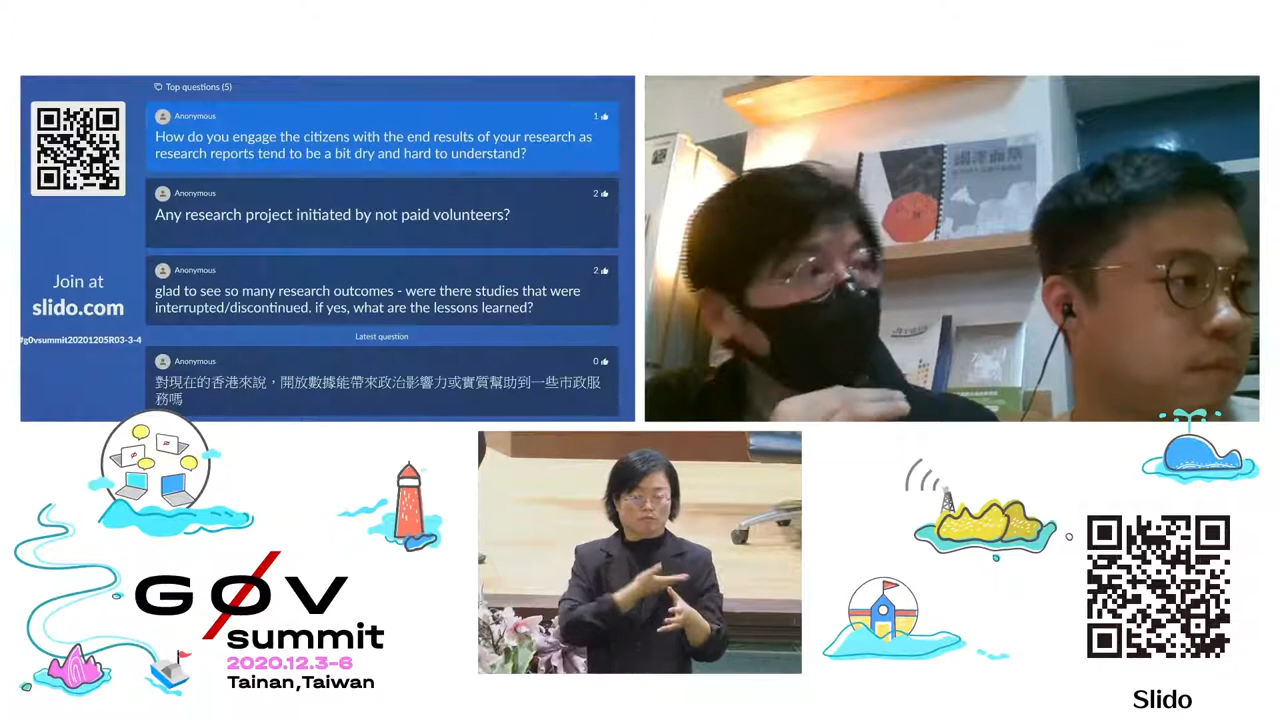 Top questions (5)
Anonymous
1
How do you engage the citizens with the end results of your research as
research reports tend to be a bit dry and hard to understand?
Anonymous
2
Any research project initiated by not paid volunteers?
Anonymous
2
glad to see so many research outcomes - were there studies that were
interrupted/discontinued. if yes, what are the lessons learned?
Latest question
Anonymous
0
對現在的香港來說，開放數據能帶來政治影響力或實質幫助到一些市政服
務嗎
Join at
slido.com
#g0vsummit20201205R03-3-4
GØV
summit
2020.12.3-6
Tainan,Taiwan
Slido